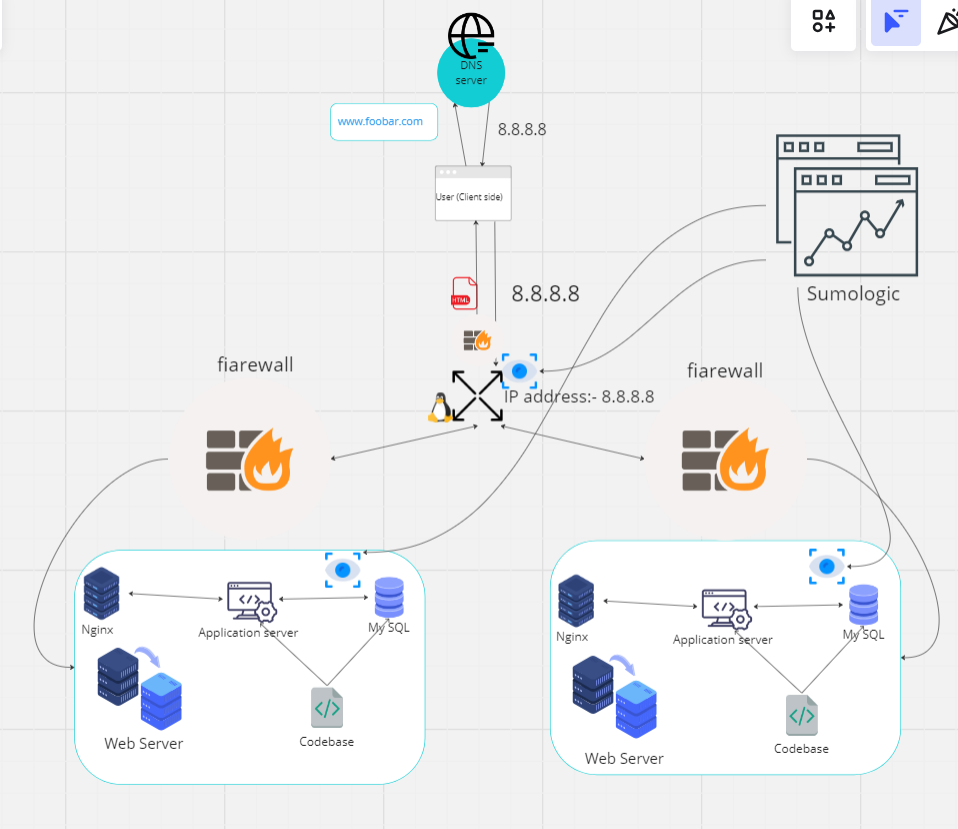 DNS
server
www.foobar.com
8.8.8.8
User (Client side)
HTML
8.8.8.8
Sumologic
fiarewall
fiarewall
IP address:- 8.8.8.8
Nginx
Application server
My SQL
Web Server
Codebase
Nginx
Application server
My SQL
Web Server
Codebase